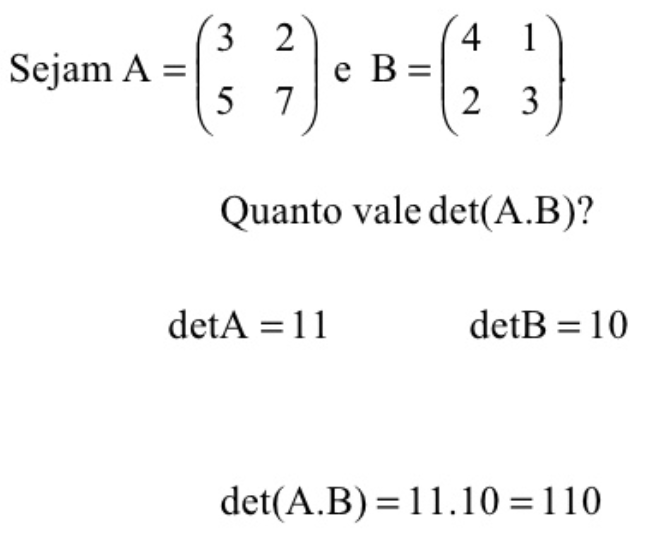 Sejam A = (3 2 5 7) e B = (4 1 2 3).
Quanto vale det(A.B)?
detA = 11 detB = 10
det(A.B) = 11.10 = 110